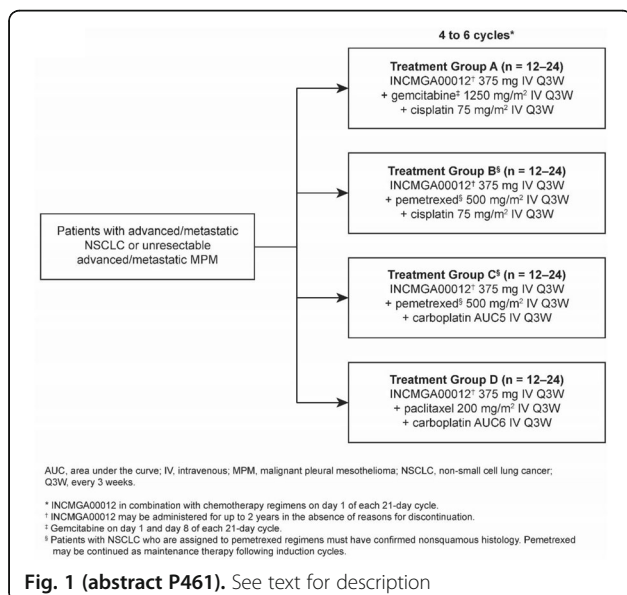 4 to 6 cycles*
Treatment Group A (n = 12–24)
INCMGA00012† 375 mg IV Q3W
+ gemcitabine‡ 1250 mg/m² IV Q3W
+ cisplatin 75 mg/m² IV Q3W
Treatment Group B§ (n = 12–24)
INCMGA00012† 375 mg IV Q3W
+ pemetrexed§ 500 mg/m² IV Q3W
+ cisplatin 75 mg/m² IV Q3W
Patients with advanced/metastatic
NSCLC or unresectable
advanced/metastatic MPM
Treatment Group C§ (n = 12–24)
INCMGA00012† 375 mg IV Q3W
+ pemetrexed§ 500 mg/m² IV Q3W
+ carboplatin AUC5 IV Q3W
Treatment Group D (n = 12–24)
INCMGA00012† 375 mg IV Q3W
+ paclitaxel 200 mg/m² IV Q3W
+ carboplatin AUC6 IV Q3W
AUC, area under the curve; IV, intravenous; MPM, malignant pleural mesothelioma; NSCLC, non-small cell lung cancer;
Q3W, every 3 weeks.
* INCMGA00012 in combination with chemotherapy regimens on day 1 of each 21-day cycle.
† INCMGA00012 may be administered for up to 2 years in the absence of reasons for discontinuation.
‡ Gemcitabine on day 1 and day 8 of each 21-day cycle.
§ Patients with NSCLC who are assigned to pemetrexed regimens must have confirmed nonsquamous histology. Pemetrexed
may be continued as maintenance therapy following induction cycles.
Fig. 1 (abstract P461). See text for description